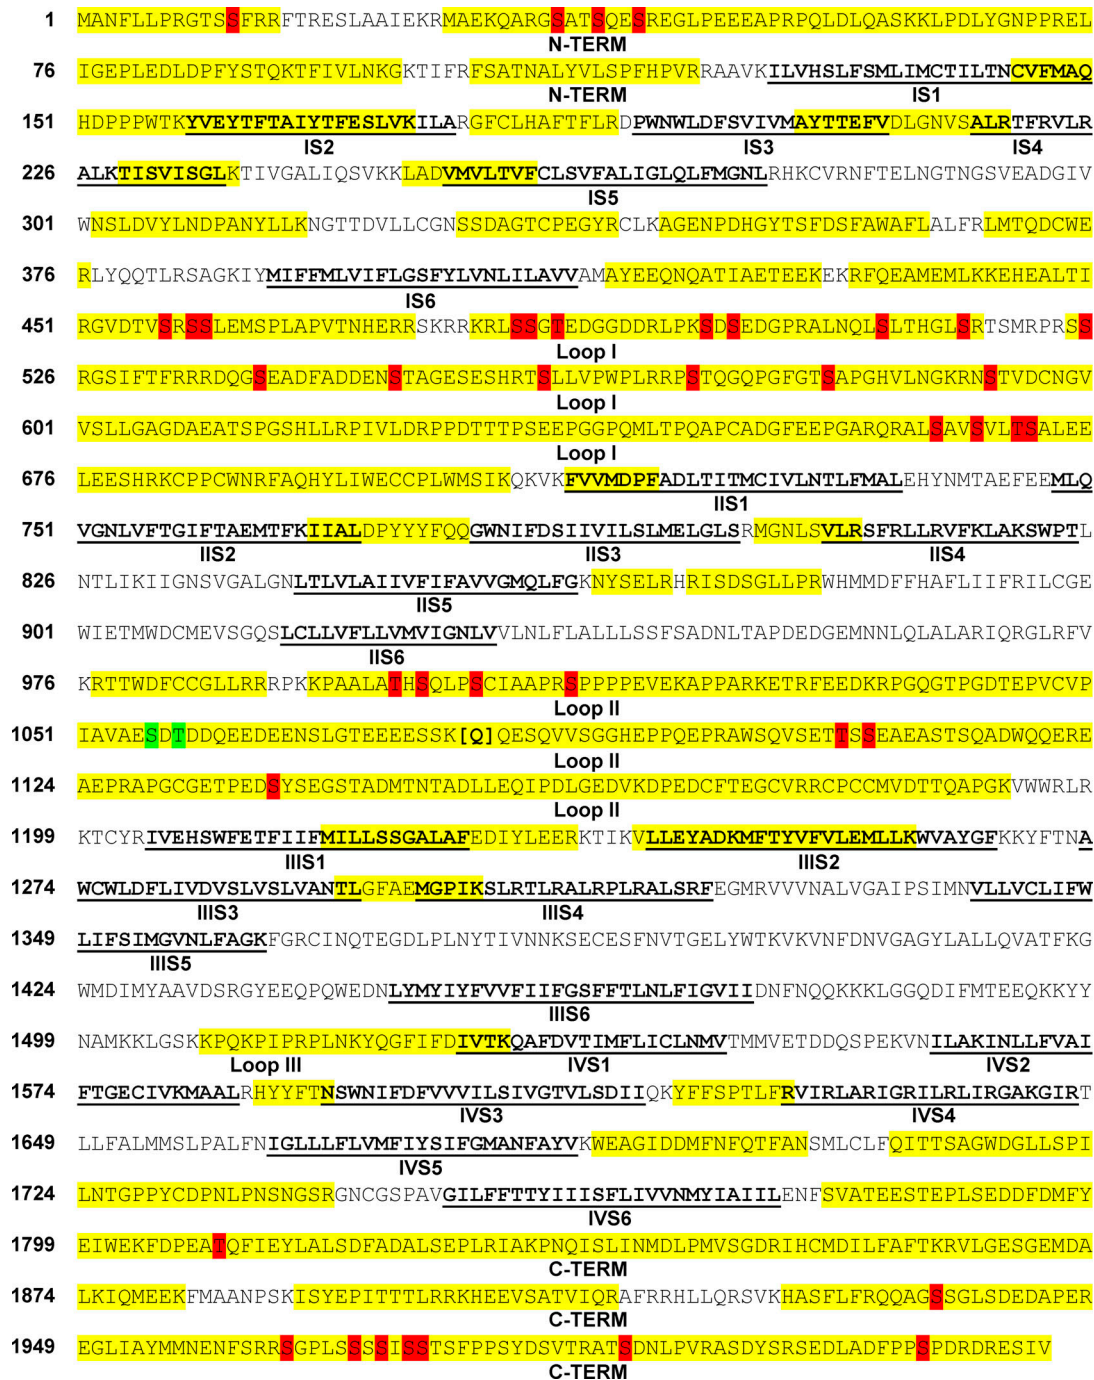 1 MANFLLPRGTSSFRRFTRESLAAIEKRMAEKQARGSATSQESREGLPEEEAPRPQLDLQASKKLPDLYGNPPREL
N-TERM
76 IGEPLEDLDPFYSTQKTFIVLNKGKTIFRFSATNALYVLSPFHPVRRAAVKILVHSLFSMLIMCTILTNCVFMAQ
N-TERM IS1
151 HDPPPWTKYVEYTFTAIYTFESLVKILARGFCLHAFTFLRDPWNWLDFSVIVMAYTTEFVDLGNVSALRTFRVLR
IS2 IS3 IS4
226 ALKTISVISGLKTIVGALIQSVKKLADVMVLTVFCLSVFALIGLQLFMGNLRHKCVRNFTELNGTNGSVEADGIV
IS5
301 WNSLDVYLNDPANYLLKNGTTDVLLCGNSSDAGTCPEGYRCLKAGENPDHGYTSFDSFAWAFLALFRLMTQDCWE
376 RLYQQTLRSAGKIYMIFFMLVIFLGSFYLVNLILAVVAMAYEEQNQATIAETEEKEKRFQEAMEMLKKEHEALTI
IS6
451 RGVDTVSRSSLEMSPLAPVTNHERRSKRRKRLSSGTEDGGDDRLPKSDSEDGPRALNQLSLTHGLSRTSMRPRSS
Loop I
526 RGSIFTFRRRDQGSEADFADDENSTAGESESHRTSLLVPWPLRRPSTQGQPGFGTSAPGHVLNGKRNSTVDCNGV
Loop I
601 VSLLGAGDAEATSPGSHLLRPIVLDRPPDTTTPSEEPGGPQMLTPQAPCADGFEEPGARQRALSAVSVLTSALEE
Loop I
676 LEESHRKCPPCWNRFAQHYLIWECCPLWMSIKQKVKFVVMDPFADLTITMCIVLNTLFMALEHYNMTAEFEEMLQ
IIS1
751 VGNLVFTGIFTAEMTFKIIALDPYYYFQQGWNIFDSIIVILSLMELGLSRMGNLSVLRSFRLLRVFKLAKSWPTL
IIS2 IIS3 IIS4
826 NTLIKIIGNSVGALGNLTLVLAIIVFIFAVVGMQLFGKNYSELRHRISDSGLLPRWHMMDFFHAFLIIFRILCGE
IIS5
901 WIETMWDCMEVSGQSLCLLVFLLVMVIGNLVVLNLFLALLLSSFSADNLTAPDEDGEMNNLQLALARIQRGLRFV
IIS6
976 KRTTWDFCCGLLRRRPKKPAALATHSQLPSCIAAPRSPPPPEVEKAPPARKETRFEEDKRPGQGTPGDTEPVCVP
Loop II
1051 IAVAESDTDDQEEDEENSLGTEEEESSK[Q]QESQVVSGGHEPPQEPRAWSQVSETTSSEAEASTSQADWQQERE
Loop II
1124 AEPRAPGCGETPEDSYSEGSTADMTNTADLLEQIPDLGEDVKDPEDCFTEGCVRRCPCCMVDTTQAPGKVWWRLR
Loop II
1199 KTCYRIVEHSWFETFIIFMILLSSGALAFEDIYLEERKTIKVLLEYADKMFTYVFVLEMLLKWVAYGFKKYFTNA
IIIS1 IIIS2
1274 WCWLDFLIVDVSLVSLVANTLGFAEMGPIKSLRTLRALRPLRALSRFEGMRVVVNALVGAIPSIMNVLLVCLIFW
IIIS3 IIIS4
1349 LIFSIMGVNLFAGKFGRCINQTEGDLPLNYTIVNNKSECESFNVTGELYWTKVKVNFDNVGAGYLALLQVATFKG
IIIS5
1424 WMDIMYAAVDSRGYEEQPQWEDNLYMYIYFVVFIIFGSFFTLNLFIGVIIDNFNQQKKKLGGQDIFMTEEQKKYY
IIIS6
1499 NAMKKLGSKKPQKPIPRPLNKYQGFIFDIVTKQAFDVTIMFLICLNMVTMMVETDDQSPEKVNILAKINLLFVAI
Loop III IVS1 IVS2
1574 FTGECIVKMAALRHYYFTNSWNIFDFVVVILSIVGTVLSDIIQKYFFSPTLFRVIRLARIGRILRLIRGAKGIRT
IVS3 IVS4
1649 LLFALMMSLPALFNIGLLLFLVMFIYSIFGMANFAYVKWEAGIDDMFNFQTFANSMLCLFQITTSAGWDGLLSPI
IVS5
1724 LNTGPPYCDPNLPNSNGSRGNCGSPAVGILFFTTYIIISFLIVVNMYIAIILENFSVATEESTEPLSEDDFDMFY
IVS6
1799 EIWEKFDPEATQFIEYLALSDFADALSEPLRIAKPNQISLINMDLPMVSGDRIHCMDILFAFTKRVLGESGEMDA
C-TERM
1874 LKIQMEEKFMAANPSKISYEPITTTLRRKHEEVSATVIQRAFRRHLLQRSVKHASFLFRQQAGSSGLSDEDAPER
C-TERM
1949 EGLIAYMMNENFSRRSGPLSSSSISSTSFPPSYDSVTRATSDNLPVRASDYSRSEDLADFPPSPDRDRESIV
C-TERM